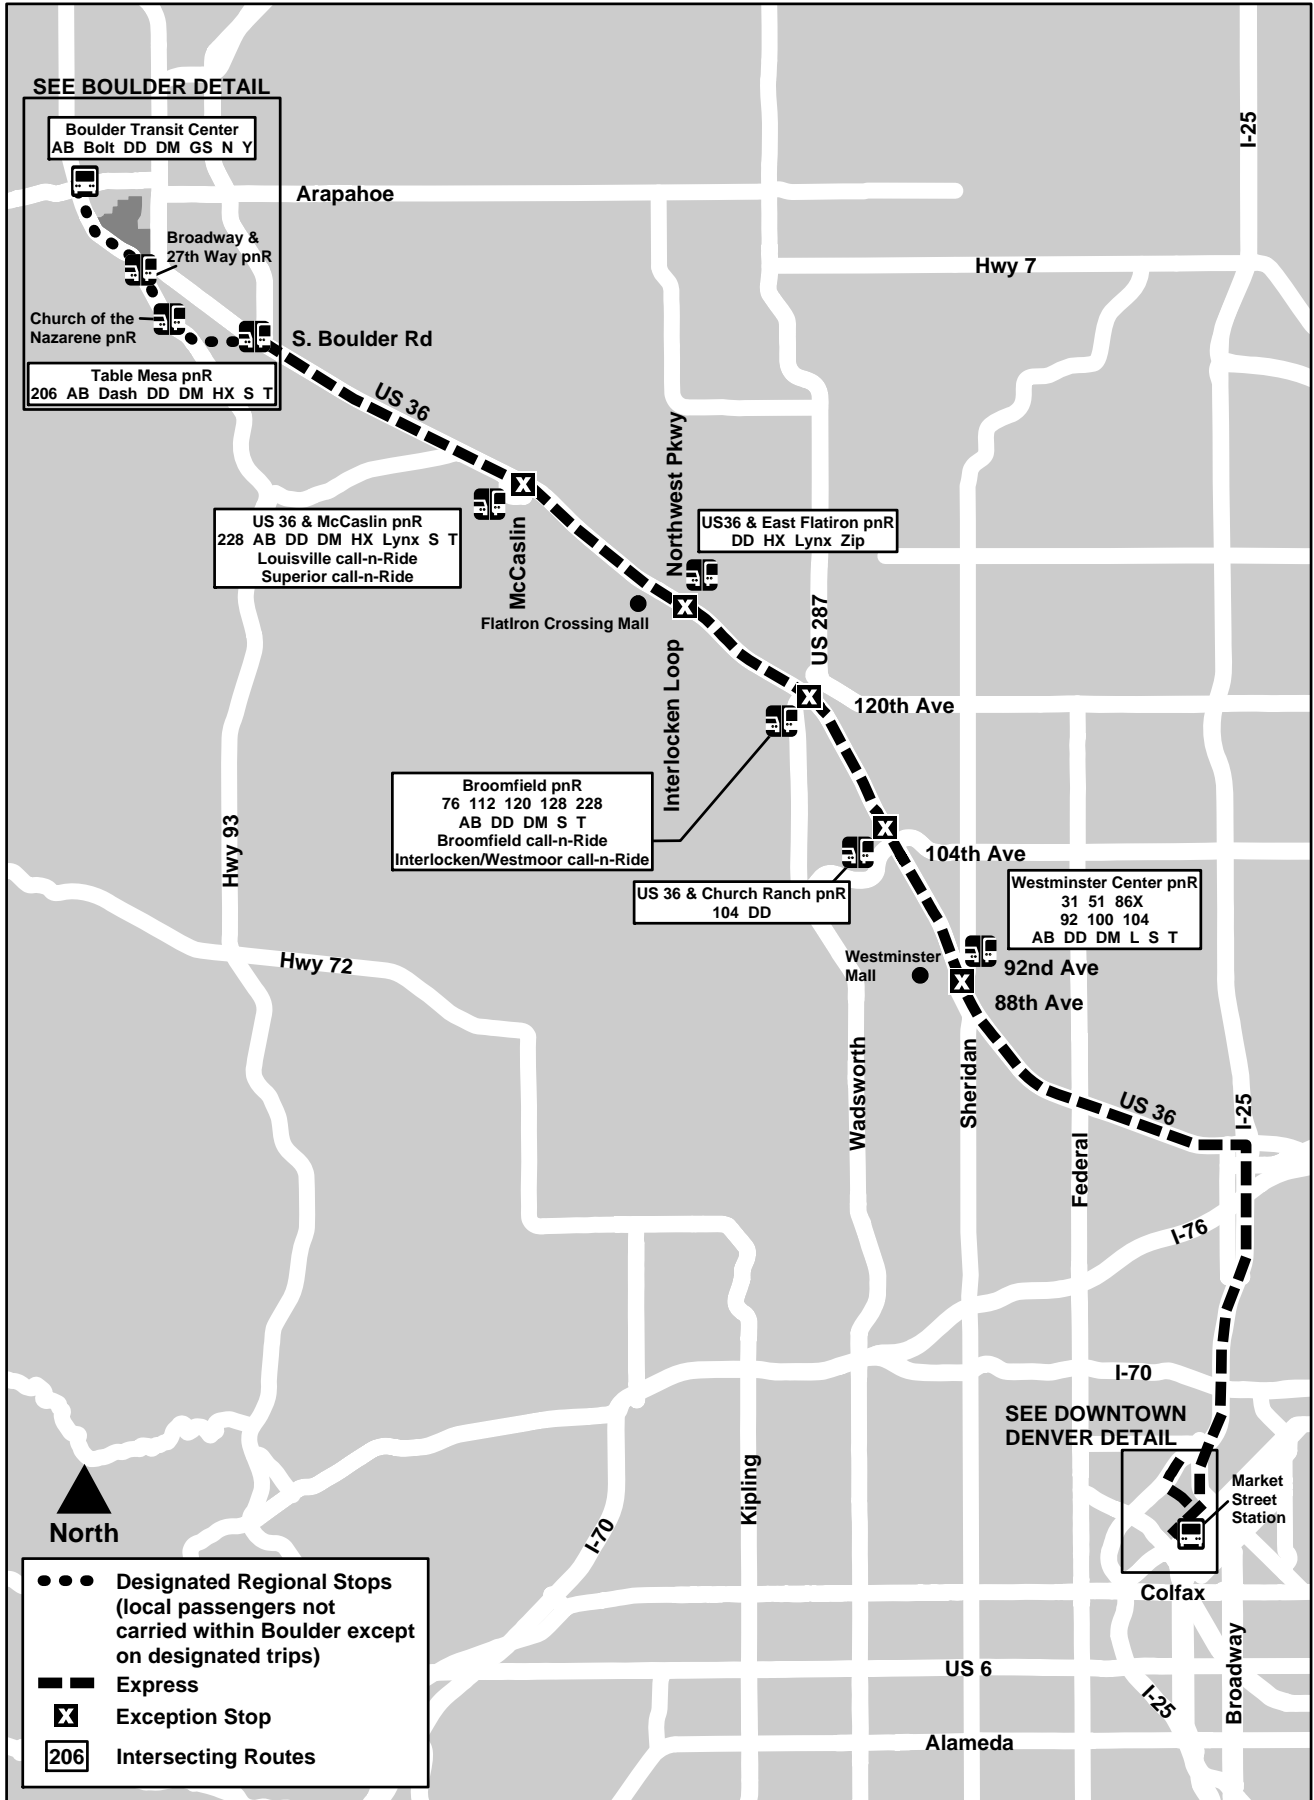 SEE BOULDER DETAIL
Boulder Transit Center
AB Bolt DD DM GS N Y
I-25
Arapahoe
Broadway &
27th Way pnR
Hwy 7
Church of the
Nazarene pnR
S. Boulder Rd
Table Mesa pnR
206 AB Dash DD DM HX S T
US 36
Northwest Pkwy
US 36 & McCaslin pnR
228 AB DD DM HX Lynx S T
Louisville call-n-Ride
Superior call-n-Ride
McCaslin
US36 & East Flatiron pnR
DD HX Lynx Zip
FlatIron Crossing Mall
US 287
Interlocken Loop
120th Ave
Broomfield pnR
76 112 120 128 228
AB DD DM S T
Broomfield call-n-Ride
Interlocken/Westmoor call-n-Ride
Hwy 93
104th Ave
US 36 & Church Ranch pnR
104 DD
Westminster Center pnR
31 51 86X
92 100 104
AB DD DM L S T
Westminster
Mall
92nd Ave
88th Ave
Hwy 72
Wadsworth
Sheridan
Federal
US 36
I-25
I-76
I-70
SEE DOWNTOWN
DENVER DETAIL
Market
Street
Station
Kipling
I-70
North
Colfax
Designated Regional Stops
(local passengers not
carried within Boulder except
on designated trips)
Express
X Exception Stop
206 Intersecting Routes
US 6
I-25
Broadway
Alameda